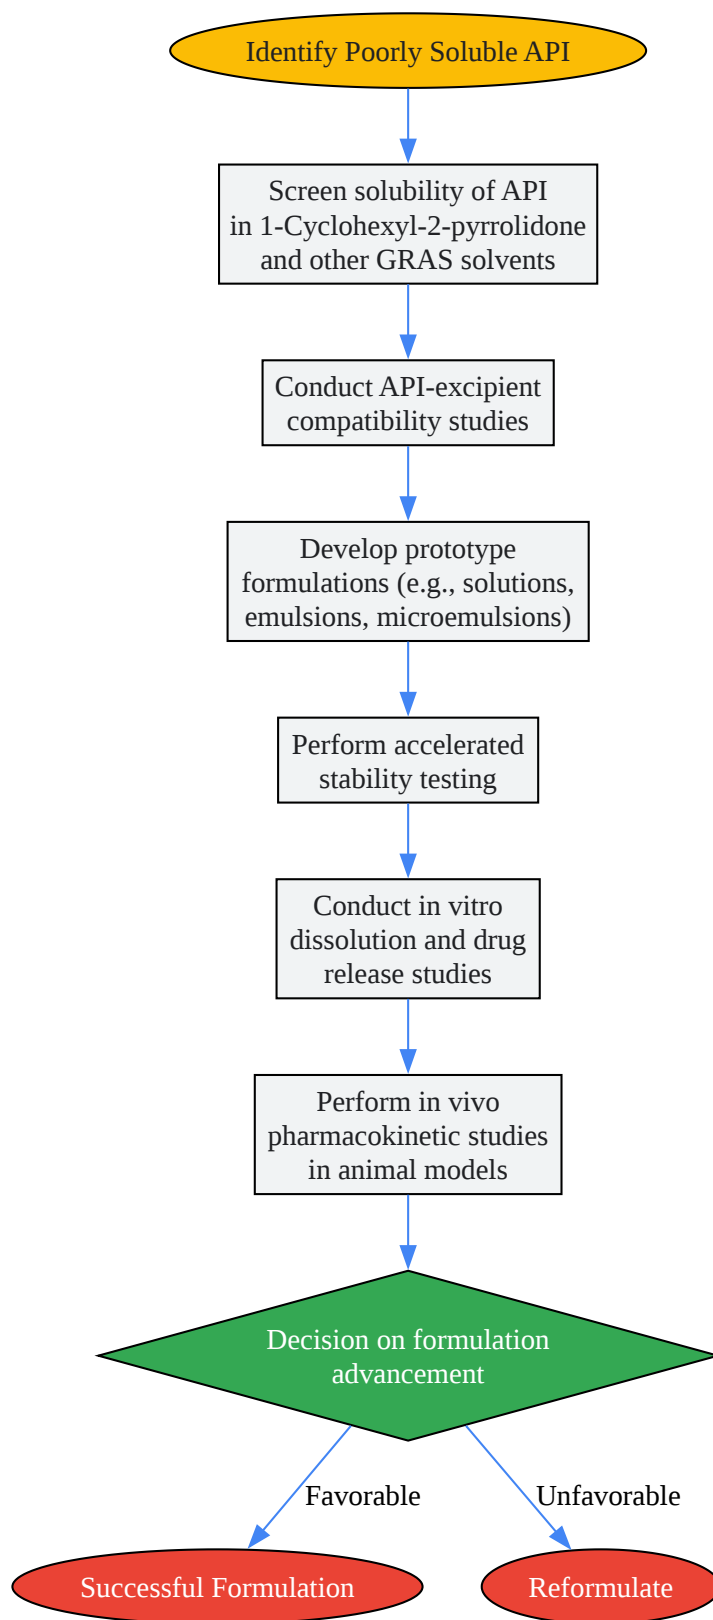 Identify Poorly Soluble API
Screen solubility of API
in 1-Cyclohexyl-2-pyrrolidone
and other GRAS solvents
Conduct API-excipient
compatibility studies
Develop prototype
formulations (e.g., solutions,
emulsions, microemulsions)
Perform accelerated
stability testing
Conduct in vitro
dissolution and drug
release studies
Perform in vivo
pharmacokinetic studies
in animal models
Decision on formulation
advancement
Favorable
Unfavorable
Successful Formulation
Reformulate